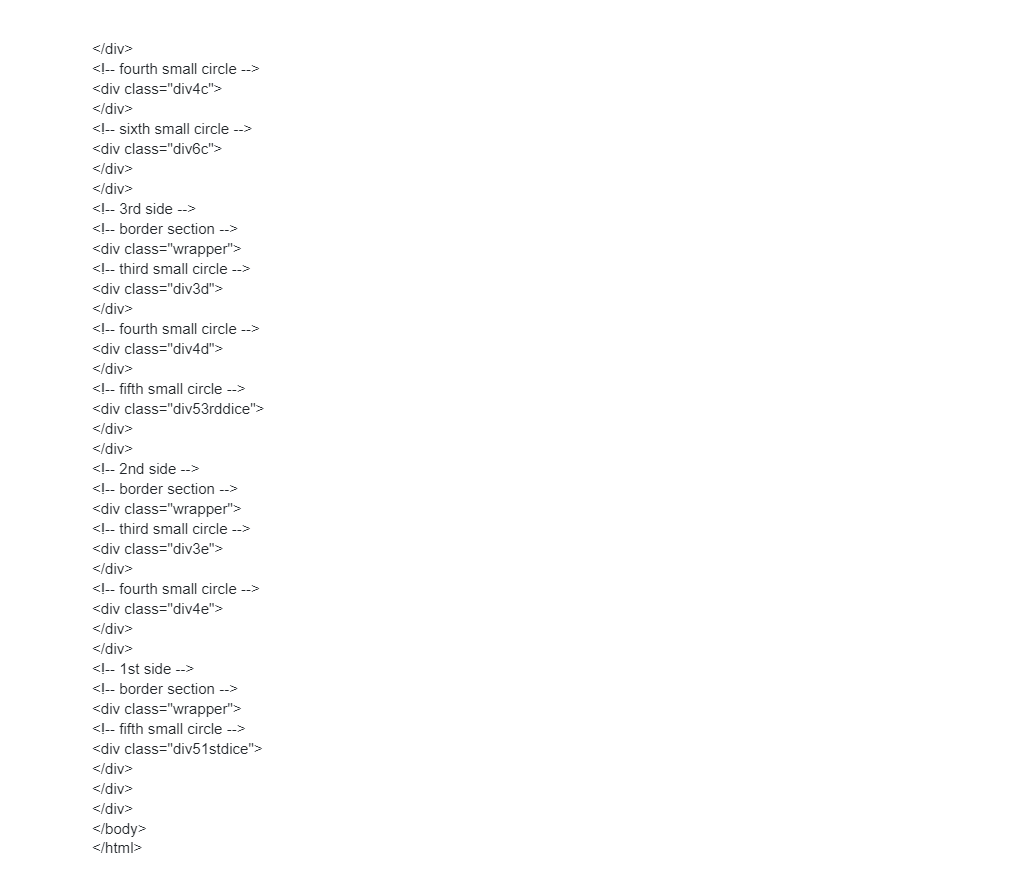 </div>
<!-- fourth small circle -->
<div class="div4c">
</div>
<!-- sixth small circle -->
<div class="div6c">
</div>
</div>
<!-- 3rd side -->
<!-- border section -->
<div class="wrapper">
<!-- third small circle -->
<div class="div3d">
</div>
<!-- fourth small circle -->
<div class="div4d">
</div>
<!-- fifth small circle -->
<div class="div53rddice">
</div>
</div>
<!-- 2nd side -->
<!-- border section -->
<div class="wrapper">
<!-- third small circle -->
<div class="div3e">
</div>
<!-- fourth small circle -->
<div class="div4e">
</div>
</div>
<!-- 1st side -->
<!-- border section -->
<div class="wrapper">
<!-- fifth small circle -->
<div class="div51stdice">
</div>
</div>
</div>
</body>
</html>